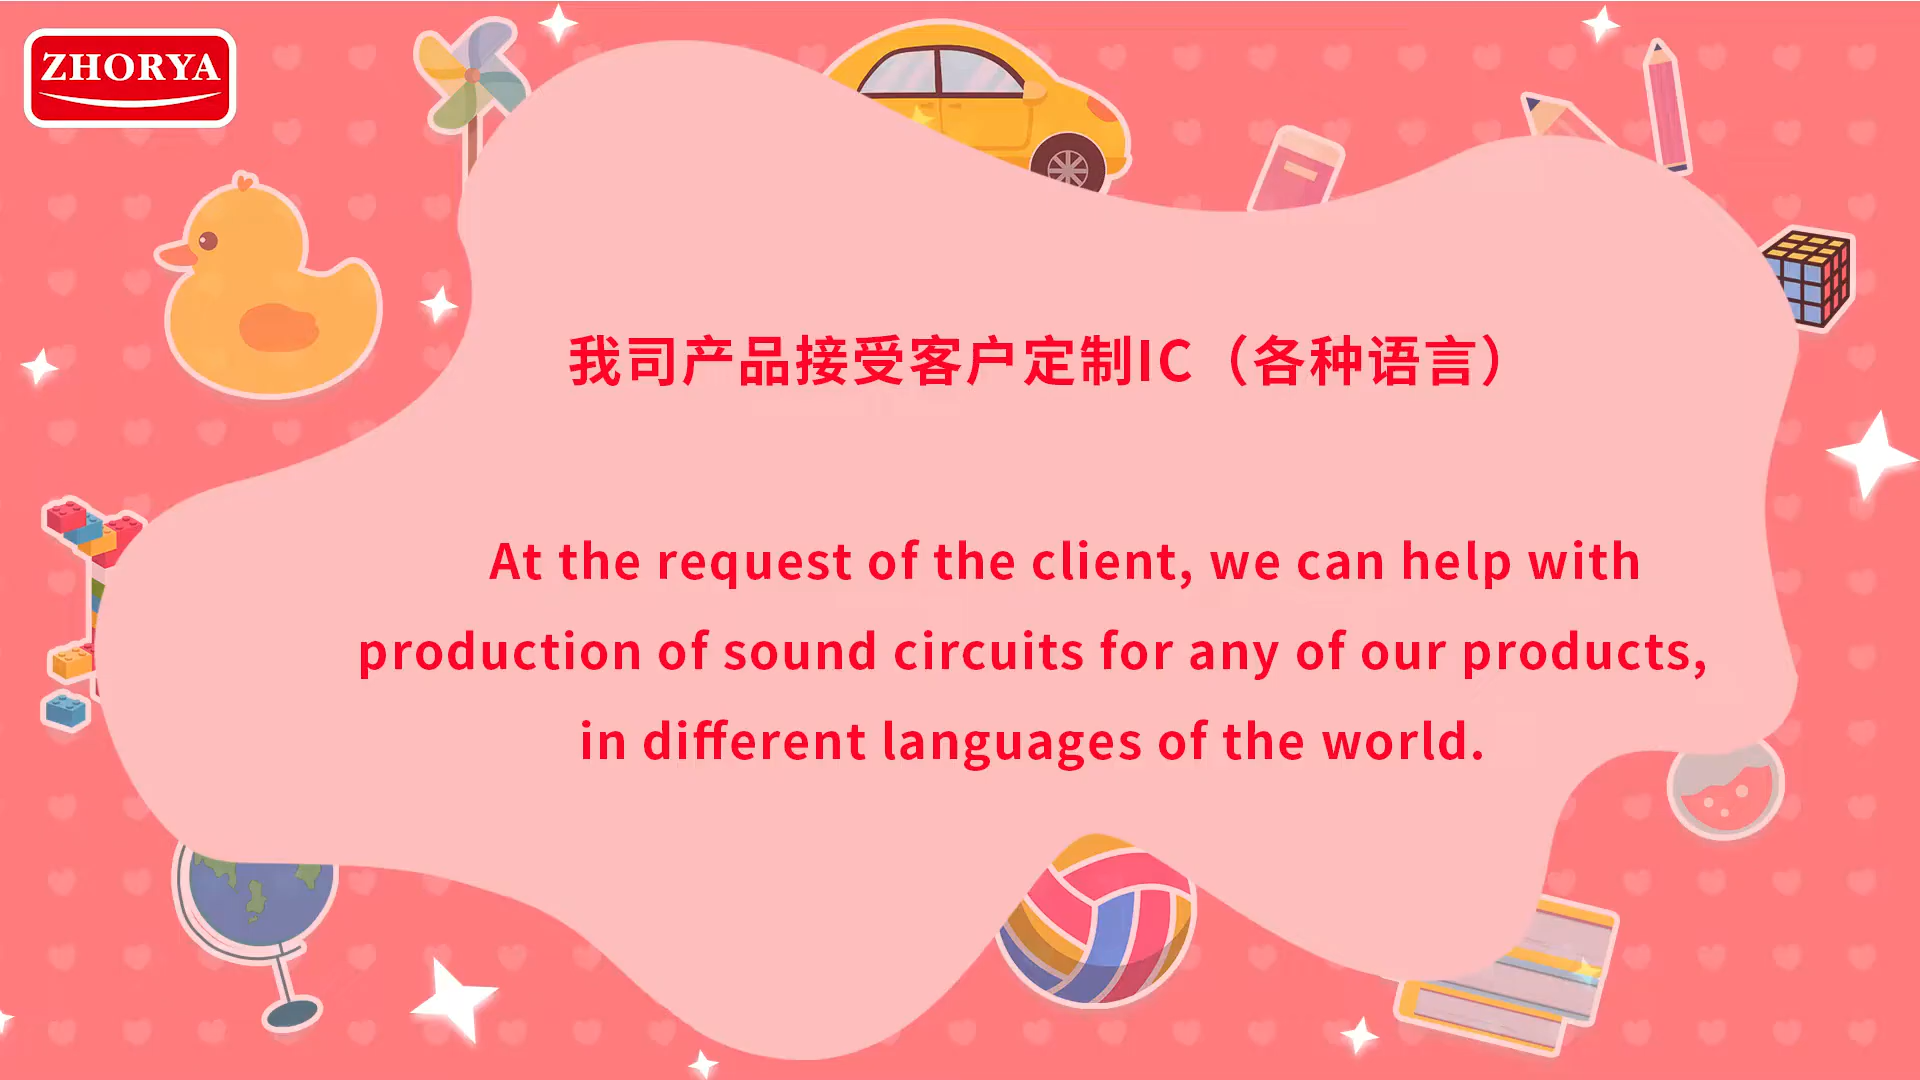 ZHORYA
我司产品接受客户定制IC（各种语言）
At the request of the client, we can help with
production of sound circuits for any of our products,
in different languages of the world.